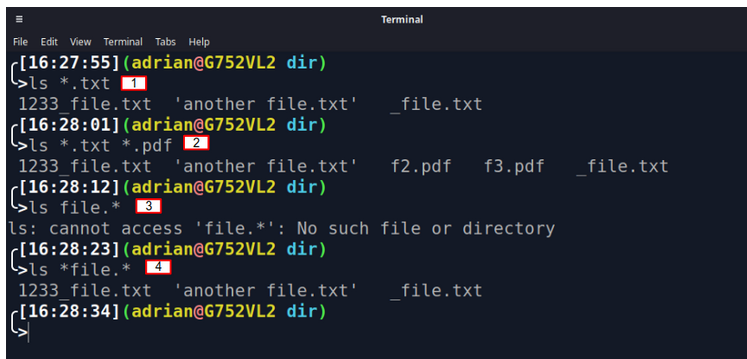 Terminal
File Edit View Terminal Tabs Help
[16:27:55](adrian@G752VL2 dir)
>ls *.txt 1
1233_file.txt 'another file.txt' _file.txt
[16:28:01](adrian@G752VL2 dir)
>ls *.txt *.pdf 2
1233_file.txt 'another file.txt' f2.pdf f3.pdf _file.txt
[16:28:12](adrian@G752VL2 dir)
>ls file.* 3
ls: cannot access 'file.*': No such file or directory
[16:28:23](adrian@G752VL2 dir)
>ls *file.* 4
1233_file.txt 'another file.txt' _file.txt
[16:28:34](adrian@G752VL2 dir)
>